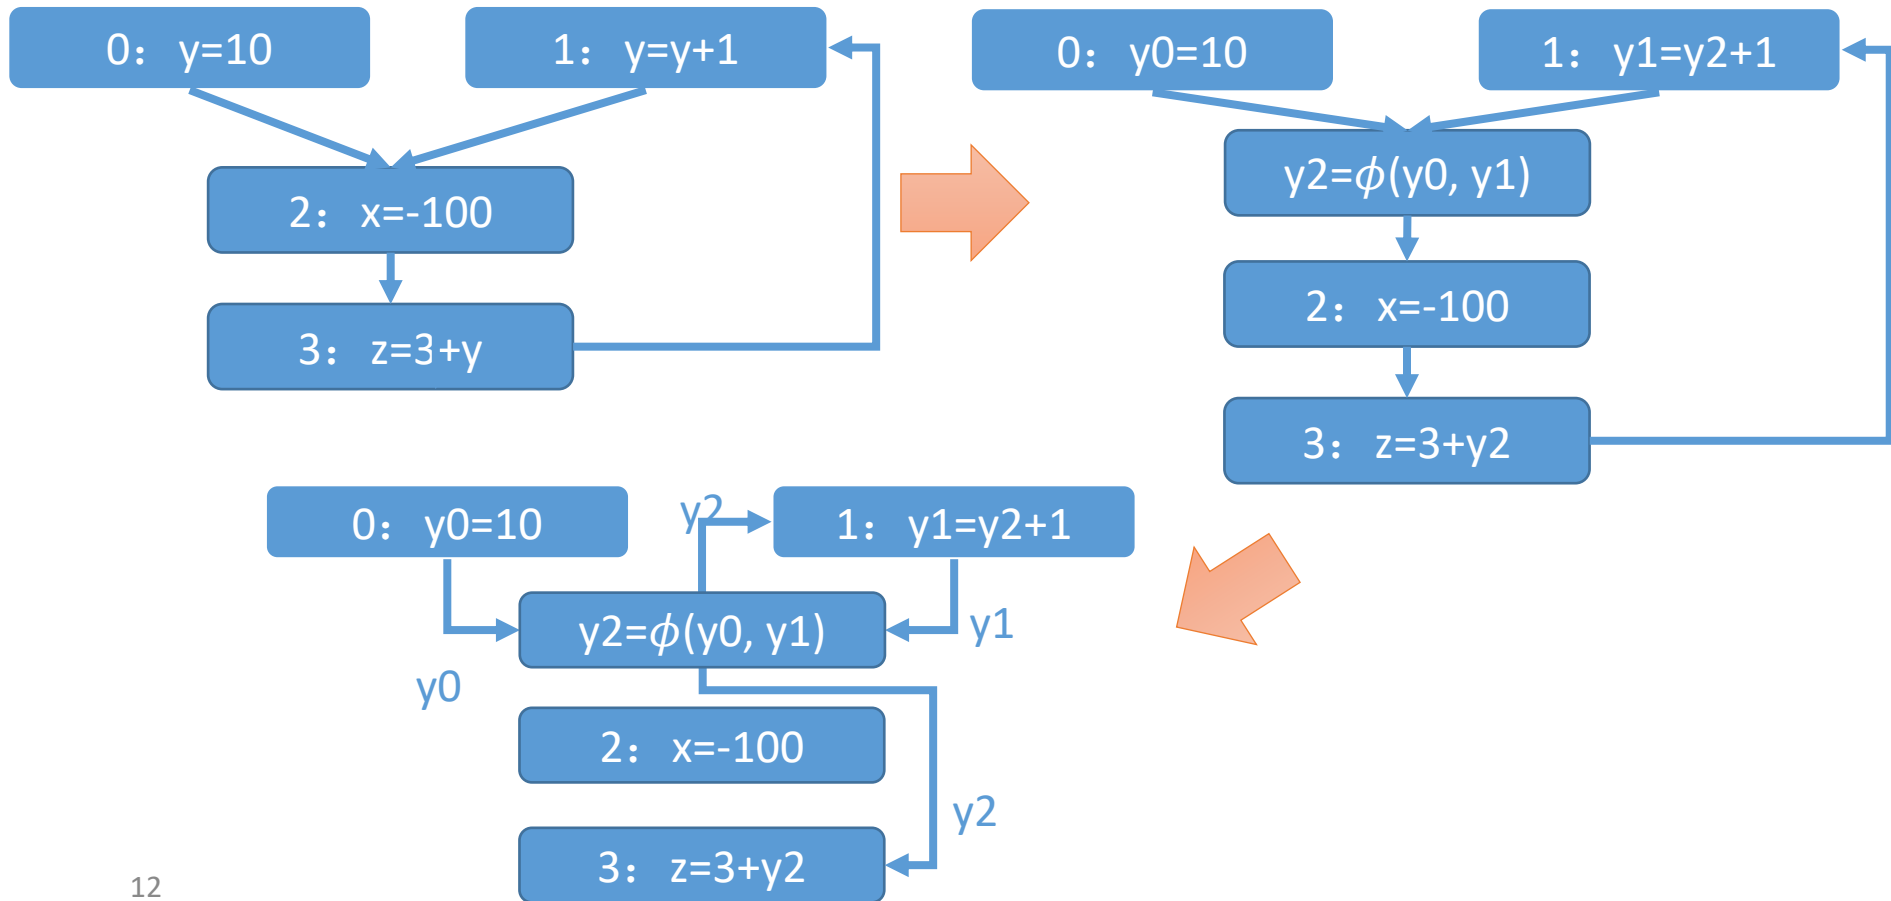 0： y=10
1： y=y+1
2： x=-100
3： z=3+y
0： y0=10
1： y1=y2+1
y2=ϕ(y0, y1)
2： x=-100
3： z=3+y2
0： y0=10
y2
1： y1=y2+1
y2=ϕ(y0, y1)
y1
y0
2： x=-100
y2
3： z=3+y2
12